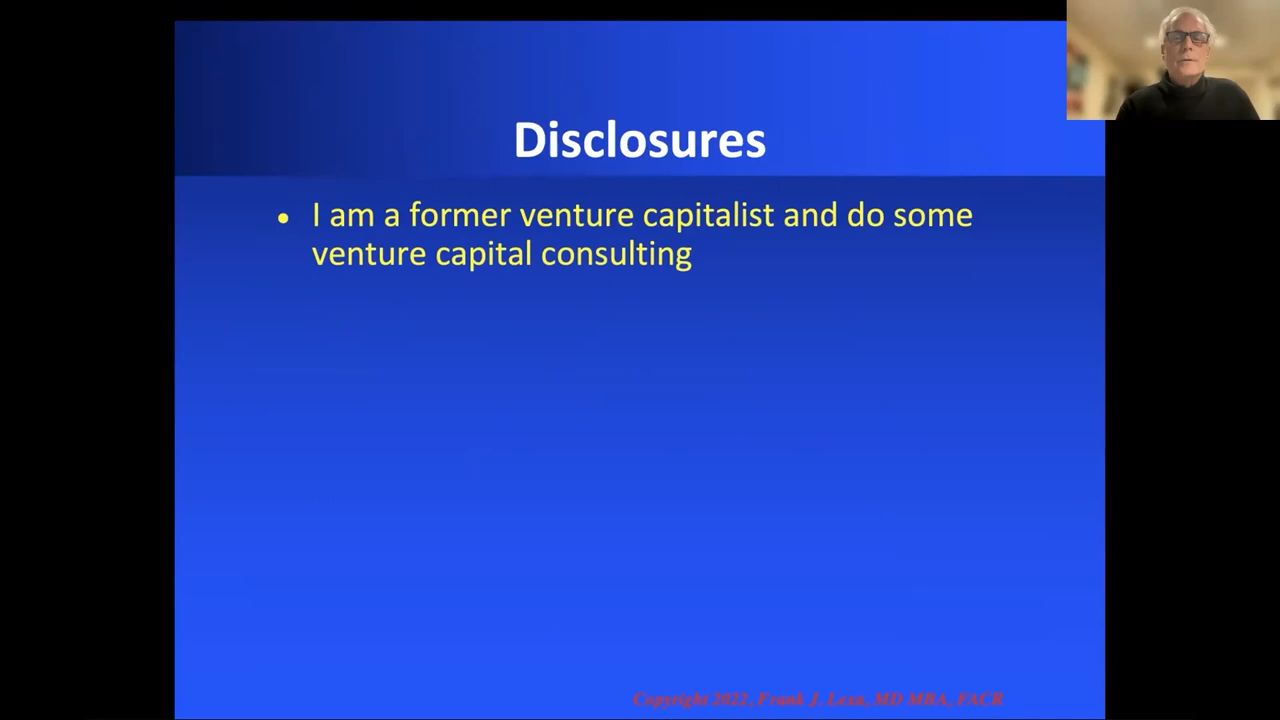 Disclosures
• I am a former venture capitalist and do some
venture capital consulting
Copyright 2022, Frank J. Lexa, MD MBA, FACR